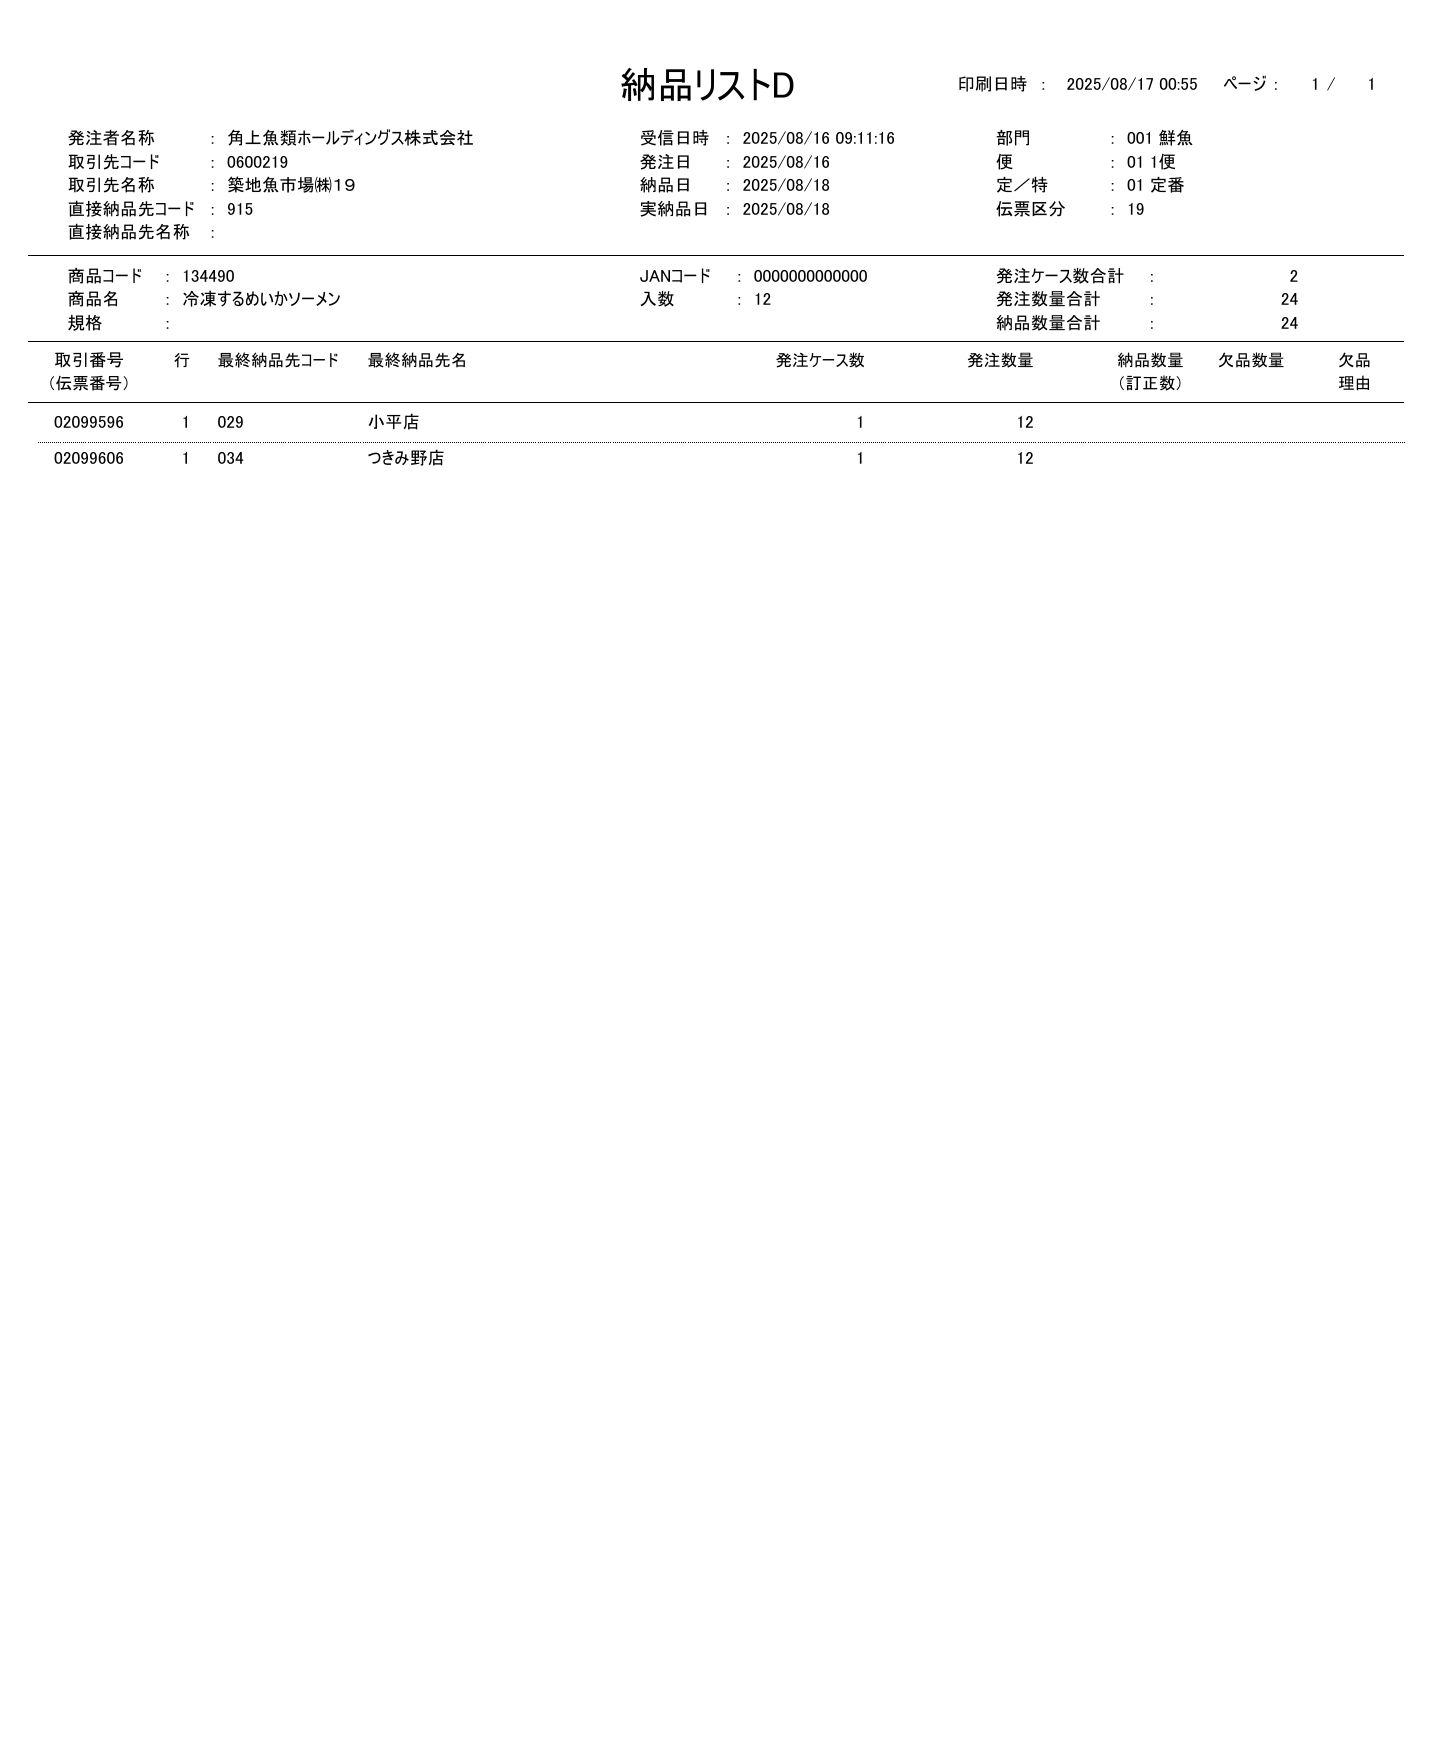 納品リストD 印刷日時 : 2025/08/17 00:55 ページ : 1 / 1
発注者名称 : 角上魚類ホールディングス株式会社 受信日時 : 2025/08/16 09:11:16 部門 : 001 鮮魚
取引先コード : 0600219 発注日 : 2025/08/16 便 : 01 1便
取引先名称 : 築地魚市場㈱19 納品日 : 2025/08/18 定／特 : 01 定番
直接納品先コード : 915 実納品日 : 2025/08/18 伝票区分 : 19
直接納品先名称 :
商品コード : 134490 JANコード : 0000000000000 発注ケース数合計 : 2
商品名 : 冷凍するめいかソーメン 入数 : 12 発注数量合計 : 24
規格 : 納品数量合計 : 24
取引番号 行 最終納品先コード 最終納品先名 発注ケース数 発注数量 納品数量 欠品数量 欠品
（伝票番号） （訂正数） 理由
02099596 1 029 小平店 1 12
02099606 1 034 つきみ野店 1 12